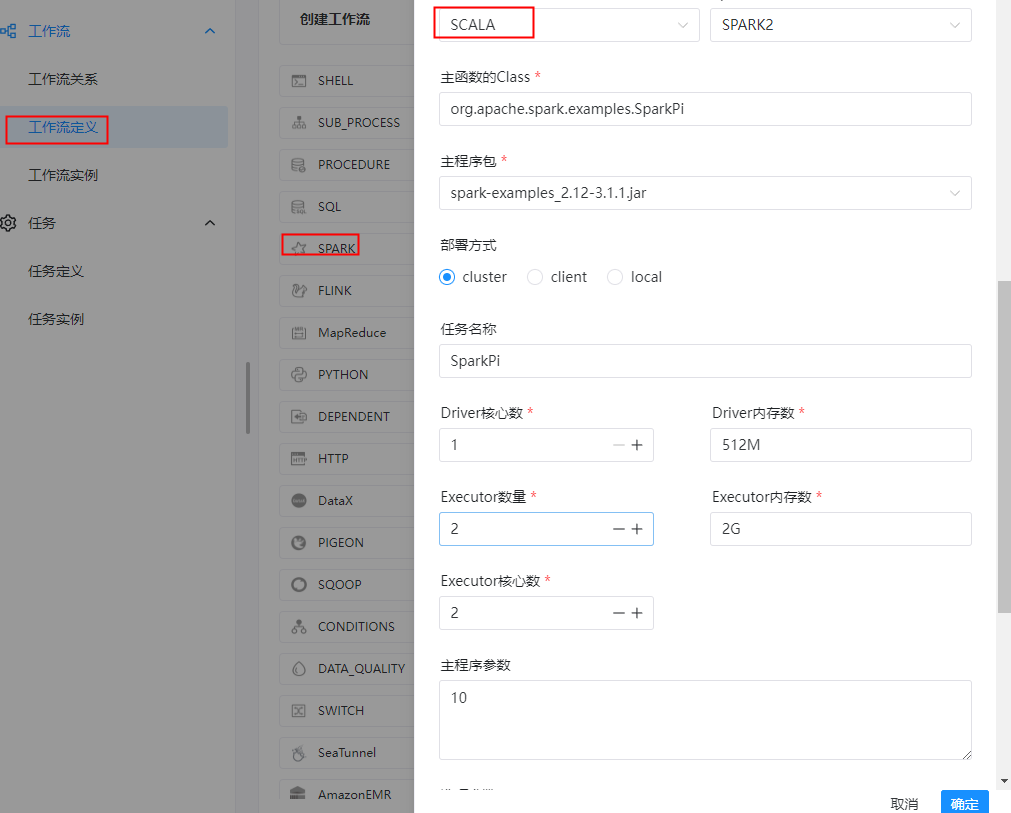 工作流
工作流关系
工作流定义
工作流实例
任务
任务定义
任务实例
创建工作流
SHELL
SUB_PROCESS
PROCEDURE
SQL
SPARK
FLINK
MapReduce
PYTHON
DEPENDENT
HTTP
DataX
PIGEON
SQOOP
CONDITIONS
DATA_QUALITY
SWITCH
SeaTunnel
AmazonEMR
SCALA
SPARK2
主函数的Class *
org.apache.spark.examples.SparkPi
主程序包 *
spark-examples_2.12-3.1.1.jar
部署方式
cluster client local
任务名称
SparkPi
Driver核心数 * Driver内存数 *
1 512M
Executor数量 * Executor内存数 *
2 2G
Executor核心数 *
2
主程序参数
10
取消 确定